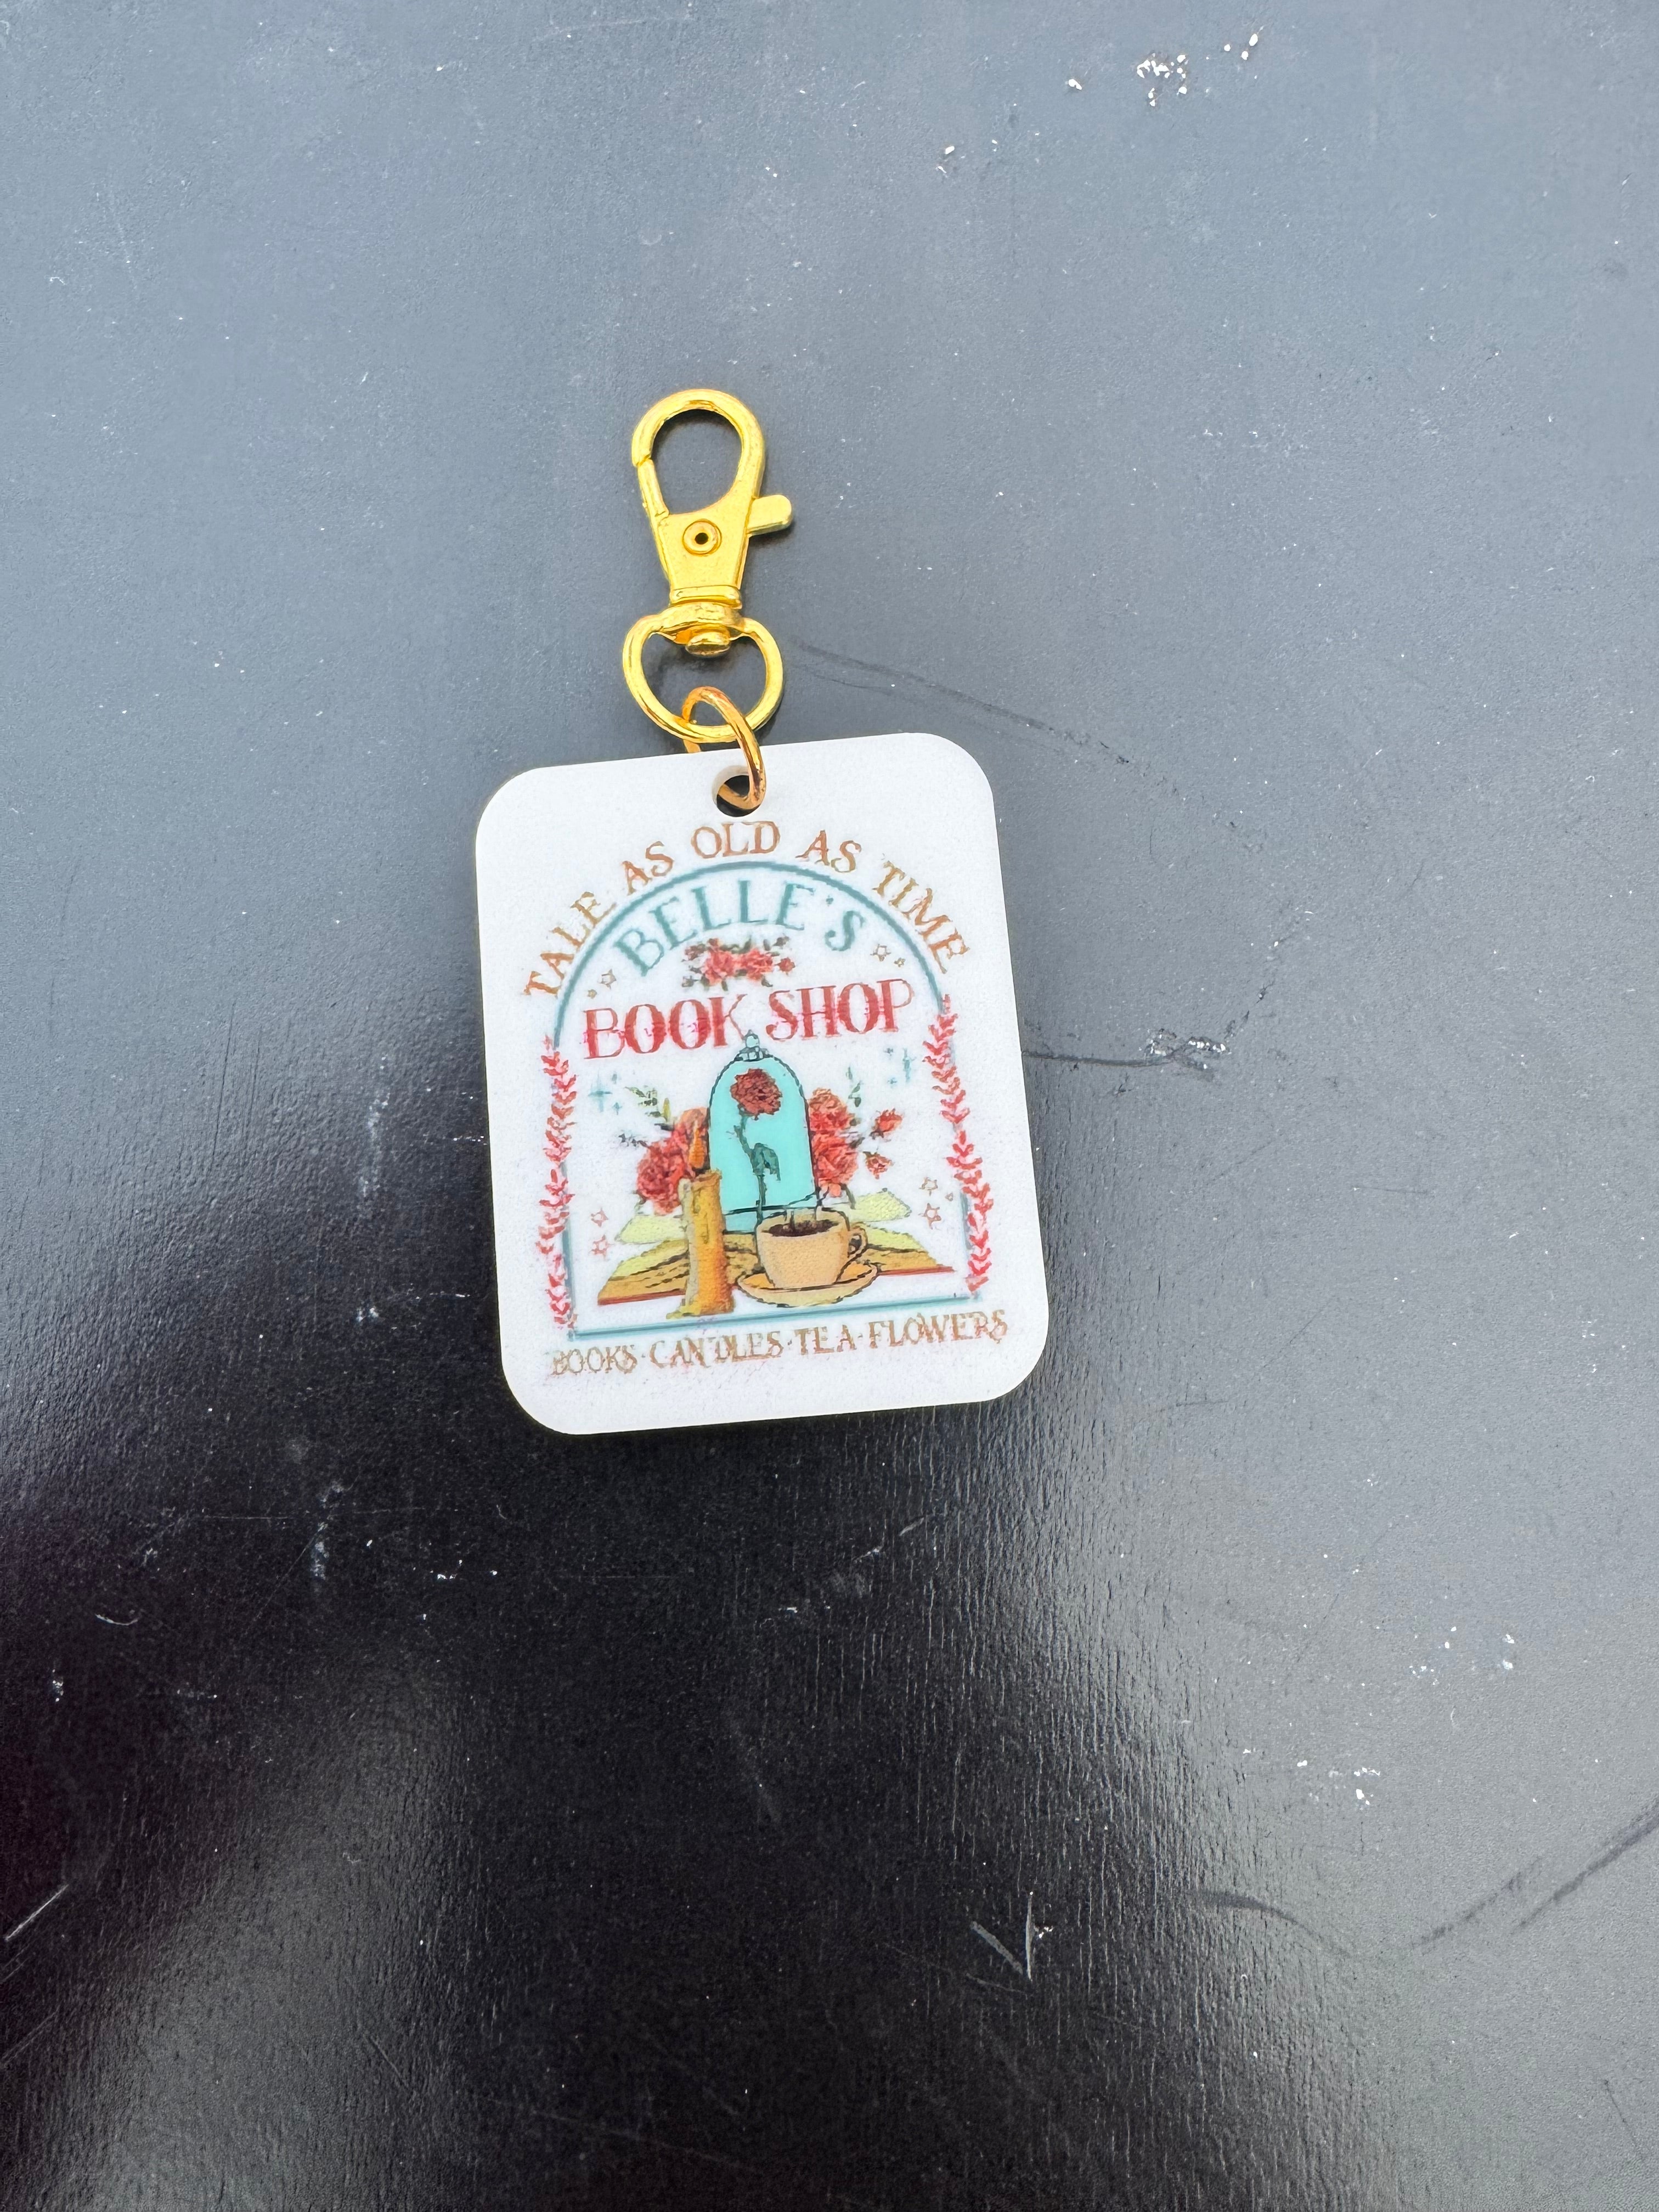 TALE AS OLD AS TIME
BELLE'S
BOOK SHOP
BOOKS·CANDLES·TEA·FLOWERS